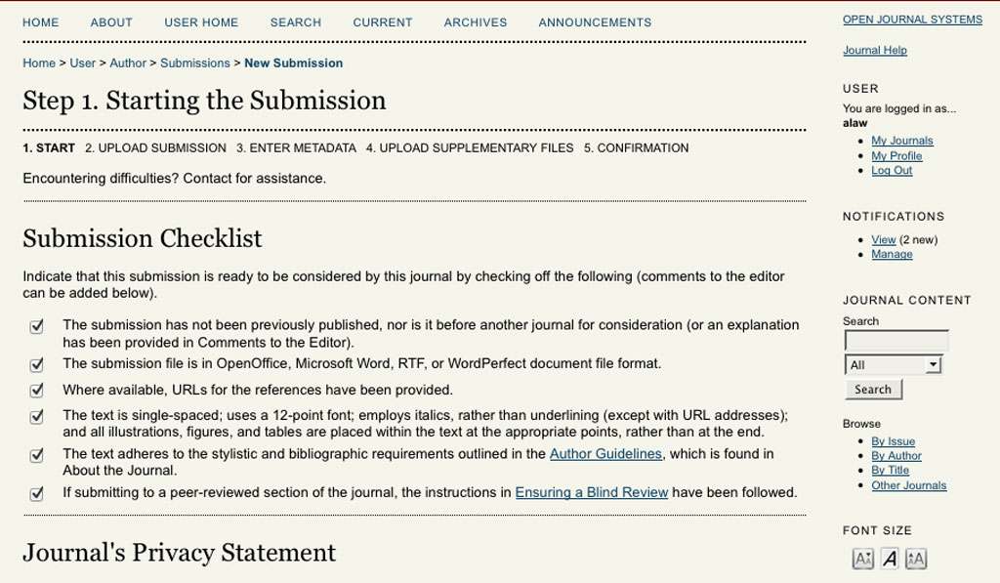 HOME ABOUT USER HOME SEARCH CURRENT ARCHIVES ANNOUNCEMENTS
Home > User > Author > Submissions > New Submission
Step 1. Starting the Submission
1. START 2. UPLOAD SUBMISSION 3. ENTER METADATA 4. UPLOAD SUPPLEMENTARY FILES 5. CONFIRMATION
Encountering difficulties? Contact for assistance.
Submission Checklist
Indicate that this submission is ready to be considered by this journal by checking off the following (comments to the editor
can be added below).
The submission has not been previously published, nor is it before another journal for consideration (or an explanation
has been provided in Comments to the Editor).
The submission file is in OpenOffice, Microsoft Word, RTF, or WordPerfect document file format.
Where available, URLs for the references have been provided.
The text is single-spaced; uses a 12-point font; employs italics, rather than underlining (except with URL addresses);
and all illustrations, figures, and tables are placed within the text at the appropriate points, rather than at the end.
The text adheres to the stylistic and bibliographic requirements outlined in the Author Guidelines, which is found in
About the Journal.
If submitting to a peer-reviewed section of the journal, the instructions in Ensuring a Blind Review have been followed.
Journal's Privacy Statement
OPEN JOURNAL SYSTEMS
Journal Help
USER
You are logged in as...
alaw
My Journals
My Profile
Log Out
NOTIFICATIONS
View (2 new)
Manage
JOURNAL CONTENT
Search
All
Search
Browse
By Issue
By Author
By Title
Other Journals
FONT SIZE
AA A AA